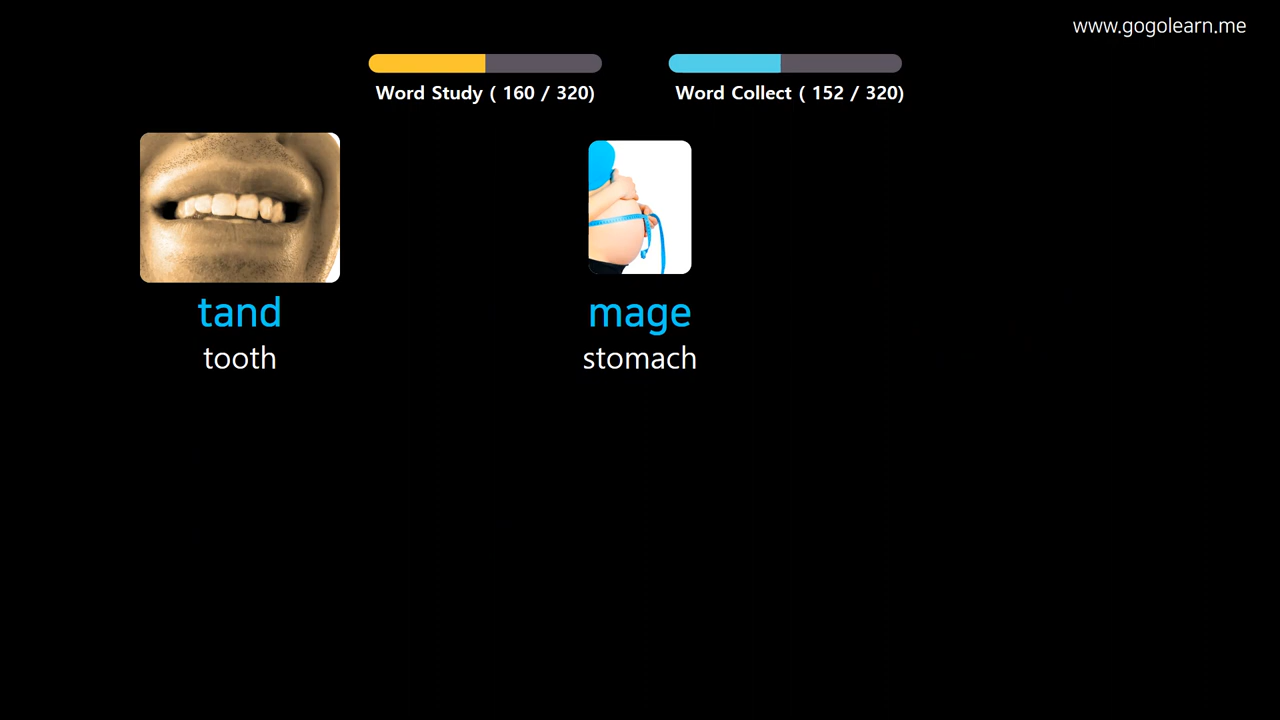 www.gogolearn.me
Word Study ( 160 / 320)
Word Collect ( 152 / 320)
tand
tooth
mage
stomach